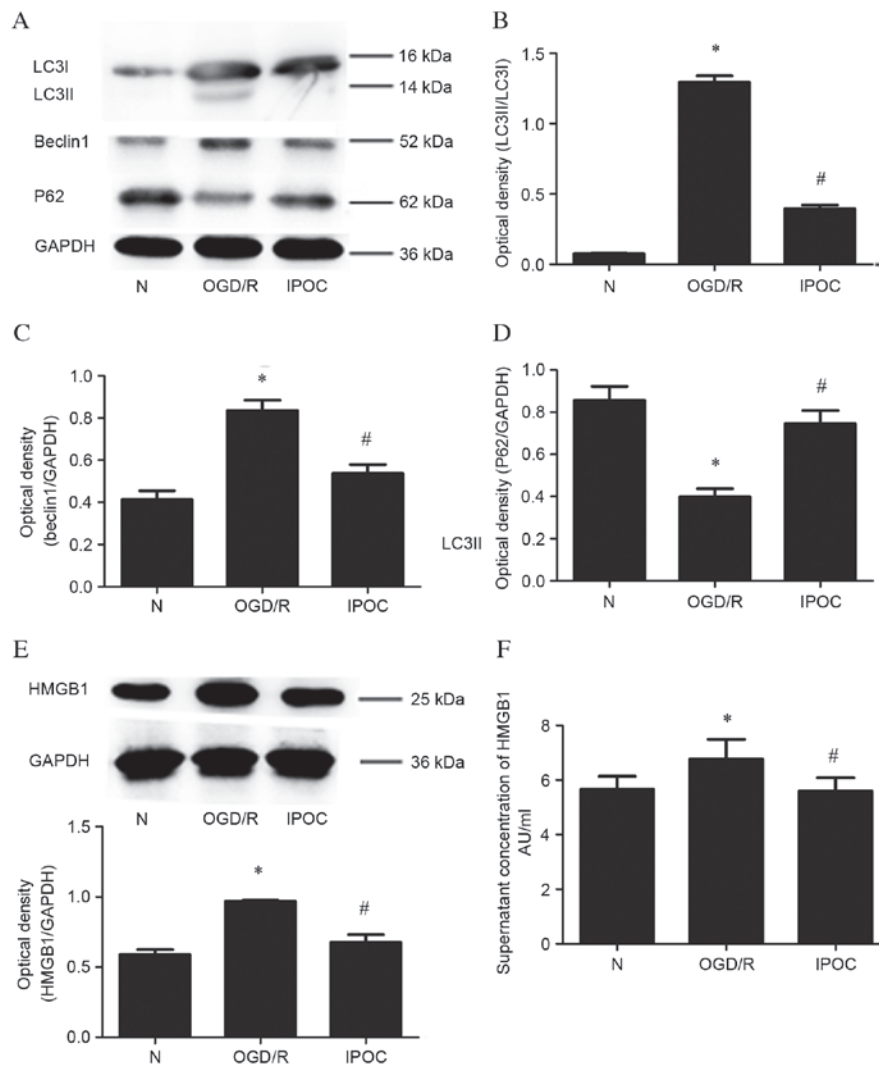 A
LC3I
LC3II
16 kDa
14 kDa
Beclin1
52 kDa
P62
62 kDa
GAPDH
36 kDa
N OGD/R IPOC
B
Optical density (LC3II/LC3I)
1.5
1.0
0.5
0.0
*
#
N OGD/R IPOC
C
Optical density
(beclin1/GAPDH)
1.0
0.8
0.6
0.4
0.2
0.0
*
#
N OGD/R IPOC
D
LC3II
Optical density (P62/GAPDH)
1.0
0.8
0.6
0.4
0.2
0.0
*
#
N OGD/R IPOC
E
HMGB1
25 kDa
GAPDH
36 kDa
N OGD/R IPOC
Optical density
(HMGB1/GAPDH)
1.5
1.0
0.5
0.0
*
#
N OGD/R IPOC
F
Supernatant concentration of HMGB1
AU/ml
8
6
4
2
0
*
#
N OGD/R IPOC